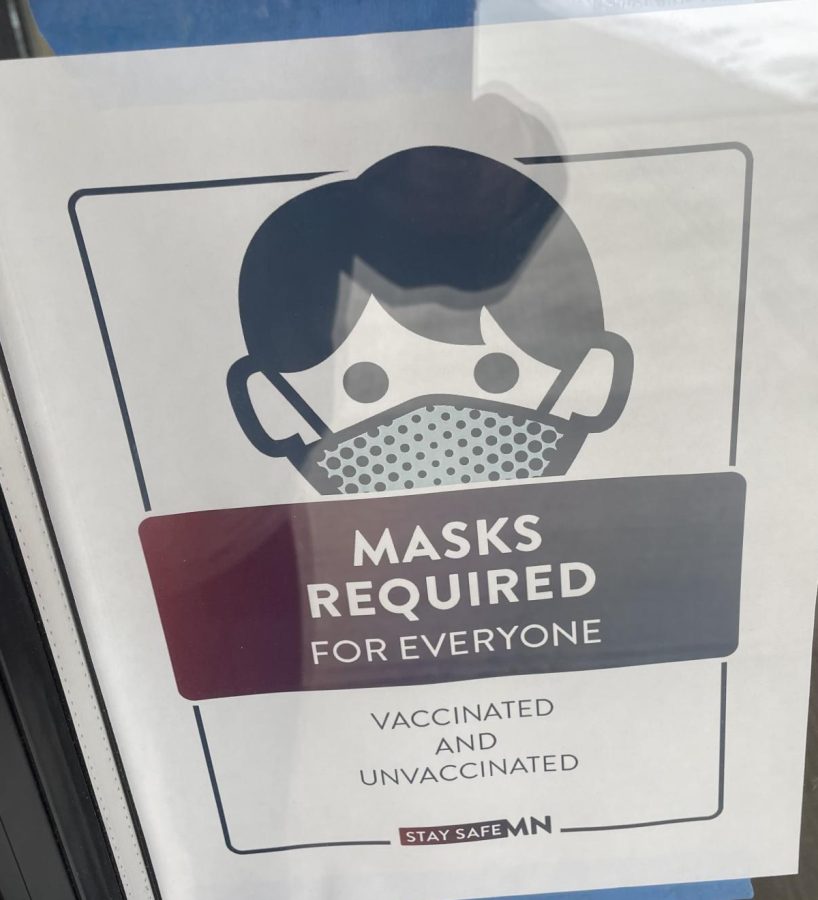 MASKS
REQUIRED
FOR EVERYONE
VACCINATED
AND
UNVACCINATED
STAY SAFE MN